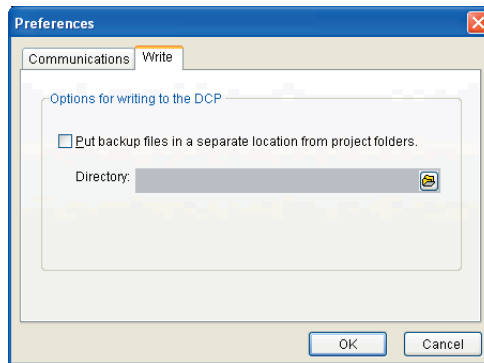 Preferences
Communications Write
Options for writing to the DCP
Put backup files in a separate location from project folders.
Directory:
OK Cancel